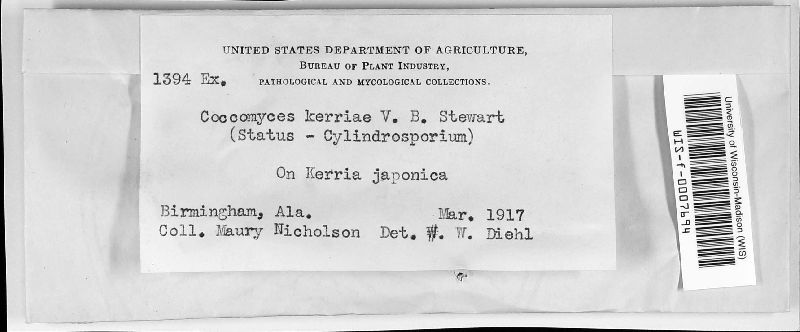 UNITED STATES DEPARTMENT OF AGRICULTURE,
BUREAU OF PLANT INDUSTRY,
1394 Ex. PATHOLOGICAL AND MYCOLOGICAL COLLECTIONS.
Coccomyces kerriae V. B. Stewart
(Status - Cylindrosporium)
On Kerria japonica
Birmingham, Ala. Mar. 1917
Coll. Maury Nicholson Det. W. W. Diehl
University of Wisconsin-Madison (WIS)
WIS-f-0007694